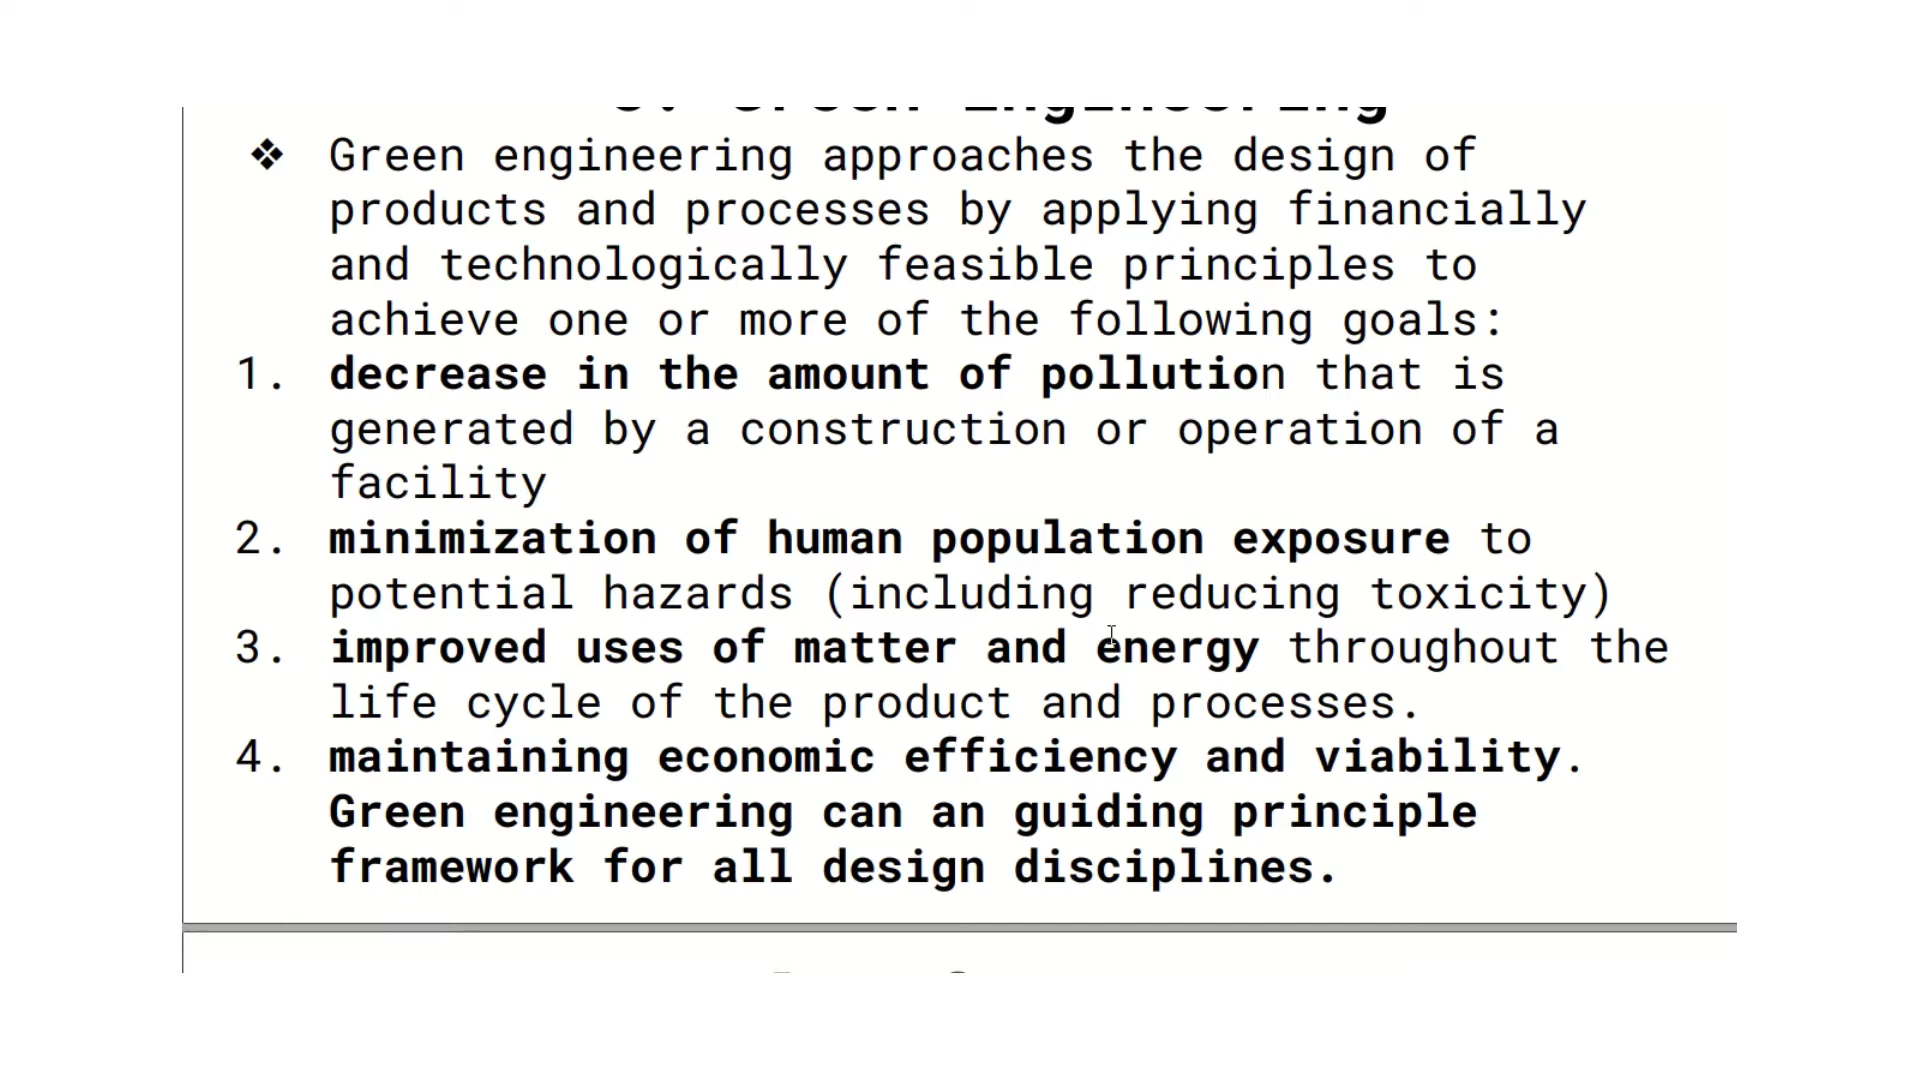 Green Engineering
❖ Green engineering approaches the design of
products and processes by applying financially
and technologically feasible principles to
achieve one or more of the following goals:
1. decrease in the amount of pollution that is
generated by a construction or operation of a
facility
2. minimization of human population exposure to
potential hazards (including reducing toxicity)
3. improved uses of matter and energy throughout the
life cycle of the product and processes.
4. maintaining economic efficiency and viability.
Green engineering can an guiding principle
framework for all design disciplines.